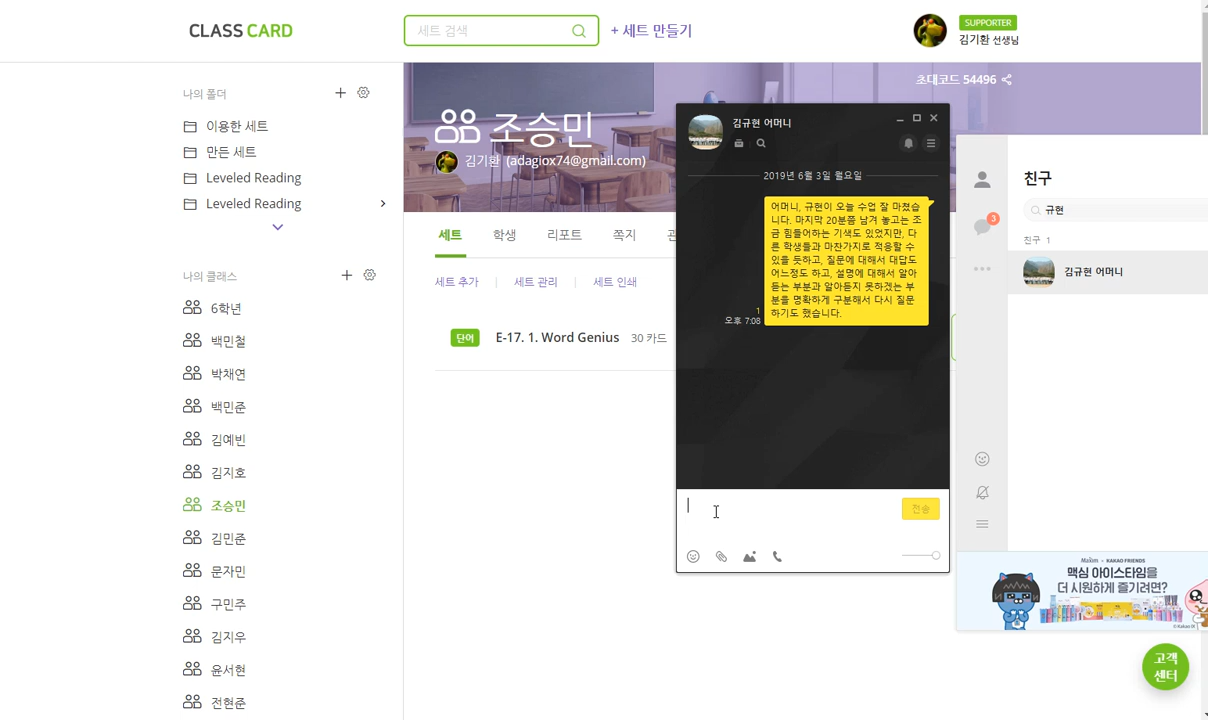 CLASS CARD
세트 검색
+ 세트 만들기
SUPPORTER
김기환 선생님
나의 폴더
이용한 세트
만든 세트
Leveled Reading
Leveled Reading
나의 클래스
6학년
백민철
박채연
백민준
김예빈
김지호
조승민
김민준
문자민
구민주
김지우
윤서현
전현준
초대코드 54496
조승민
김기환 (adagiox74@gmail.com)
세트
학생
리포트
쪽지
세트 추가
세트 관리
세트 인쇄
단어
E-17. 1. Word Genius
30 카드
김규현 어머니
2019년 6월 3일 월요일
어머니, 규현이 오늘 수업 잘 마쳤습
니다. 마지막 20분쯤 남겨 놓고는 조
금 힘들어하는 기색도 있었지만, 다
른 학생들과 마찬가지로 적응할 수
있을 듯하고, 질문에 대해서 대답도
어느정도 하고, 설명에 대해서 알아
듣는 부분과 알아듣지 못하겠는 부
분을 명확하게 구분해서 다시 질문
하기도 했습니다.
1
오후 7:08
전송
친구
규현
친구 1
김규현 어머니
3
Maxim × KAKAO FRIENDS
맥심 아이스타임을
더 시원하게 즐기려면?
©Kakao IX
고객
센터